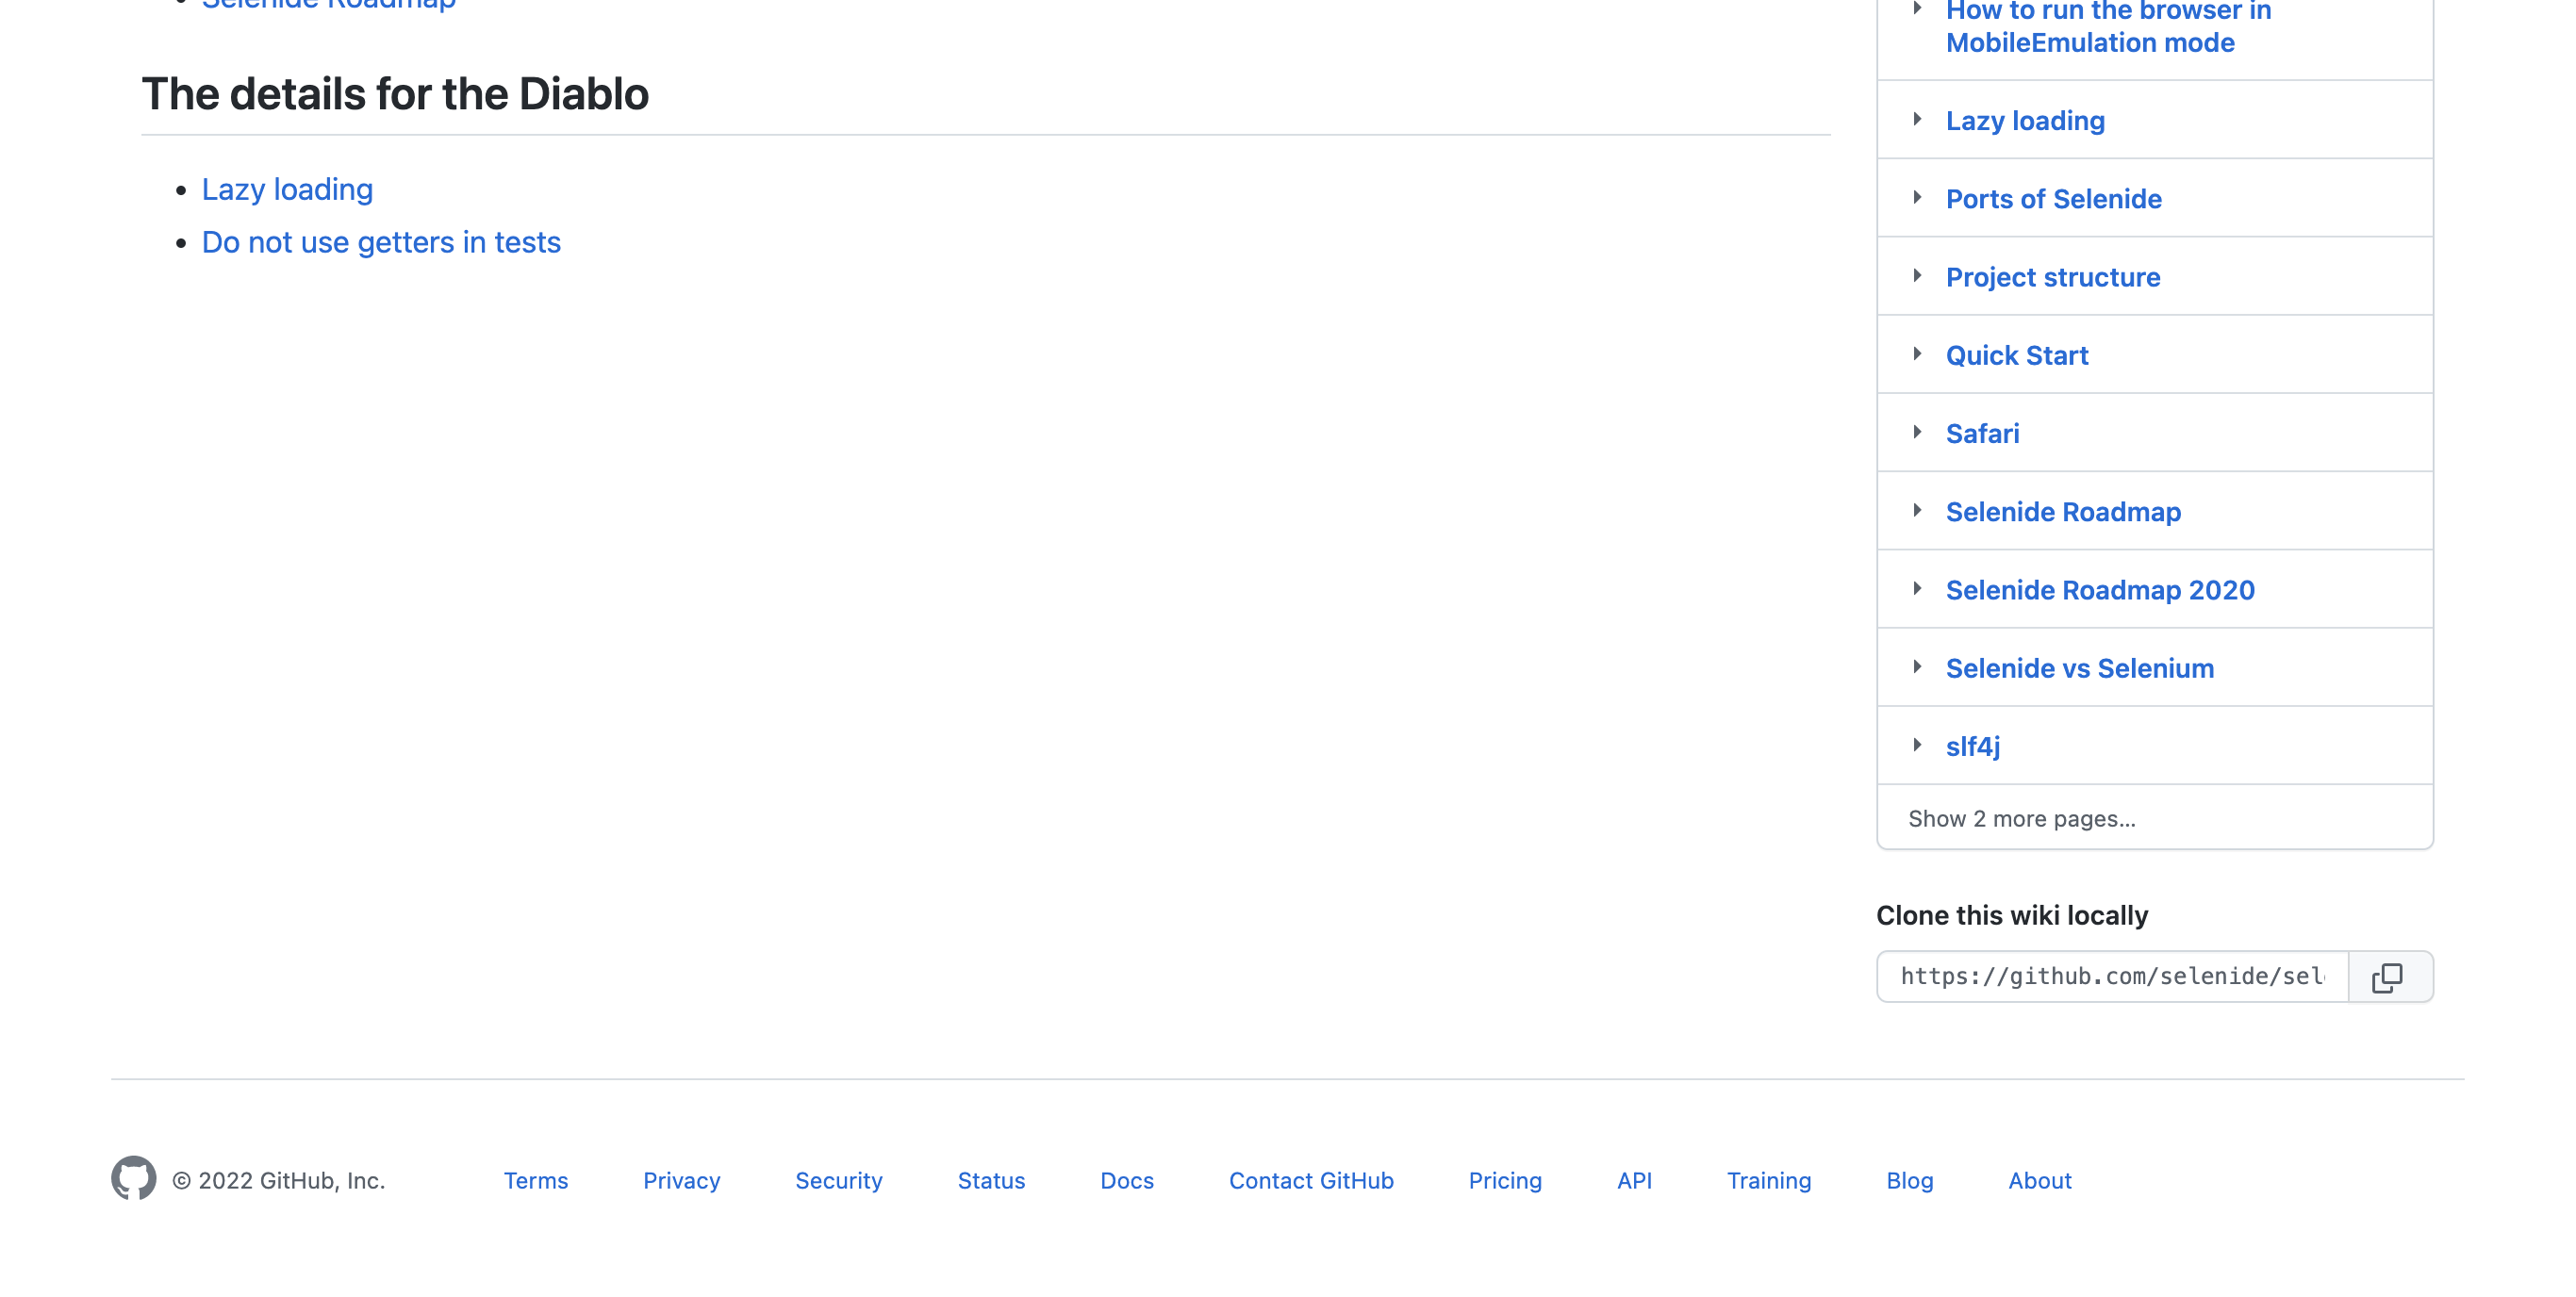 Selenide Roadmap
The details for the Diablo
Lazy loading
Do not use getters in tests
How to run the browser in
MobileEmulation mode
Lazy loading
Ports of Selenide
Project structure
Quick Start
Safari
Selenide Roadmap
Selenide Roadmap 2020
Selenide vs Selenium
slf4j
Show 2 more pages…
Clone this wiki locally
https://github.com/selenide/sel
© 2022 GitHub, Inc. Terms Privacy Security Status Docs Contact GitHub Pricing API Training Blog About